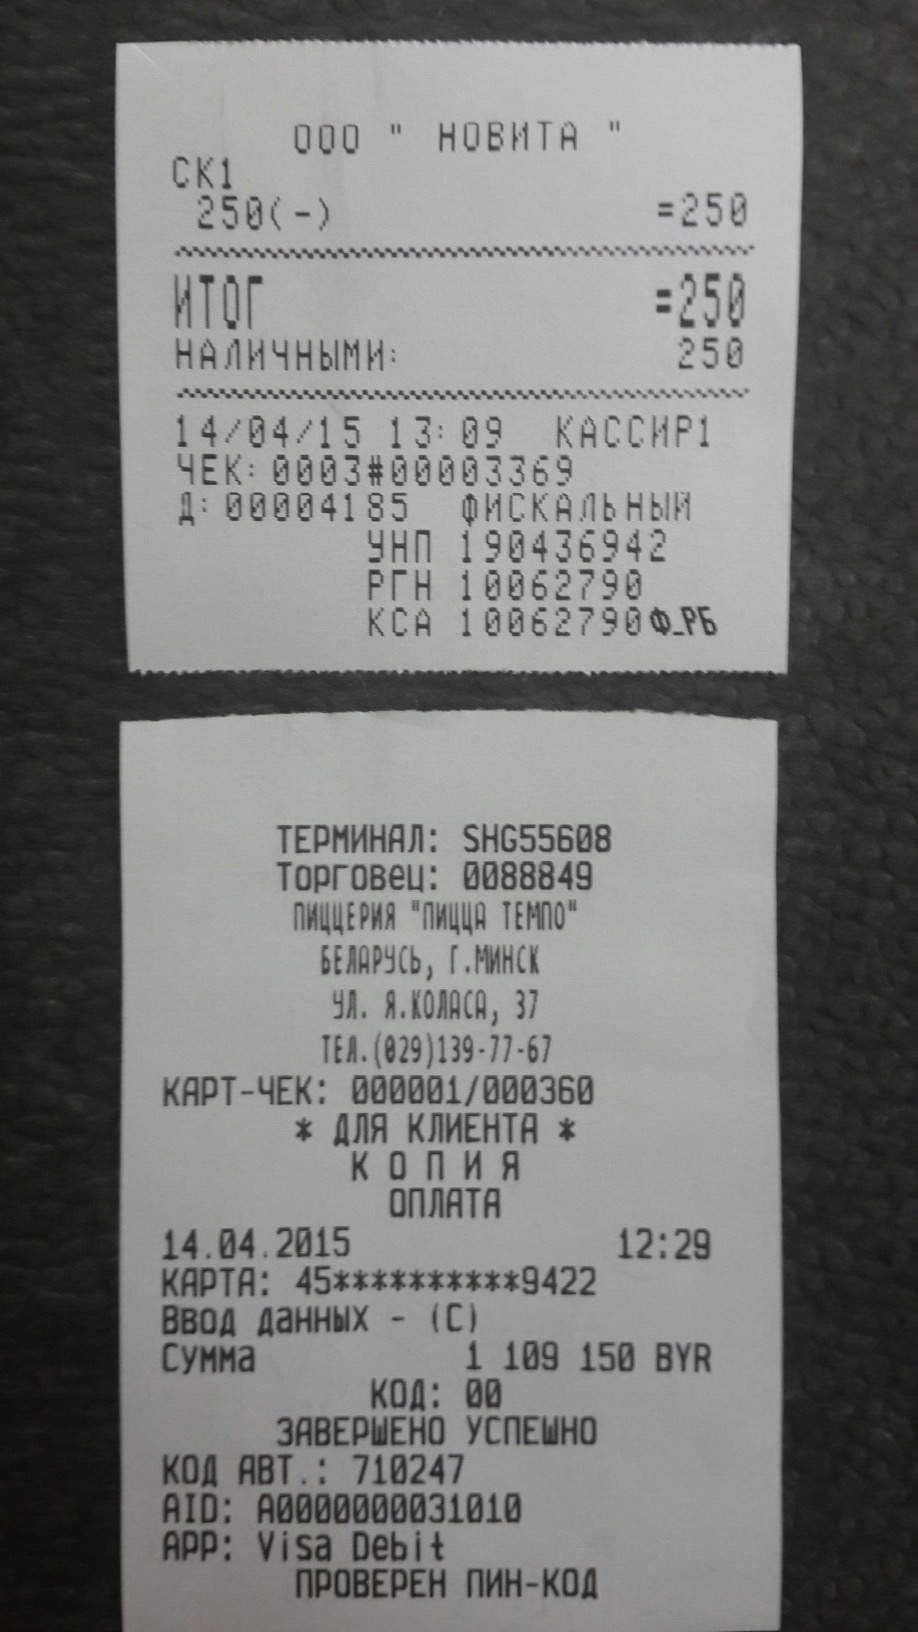 ООО " НОВИТА "
СК1
250(-) =250
ИТОГ =250
НАЛИЧНЫМИ: 250
14/04/15 13:09 КАССИР1
ЧЕК:0003#00003369
Д:00004185 ФИСКАЛЬНЫЙ
УНП 190436942
РГН 10062790
КСА 10062790Ф_РБ
ТЕРМИНАЛ: SHG55608
Торговец: 0088849
ПИЦЦЕРИЯ "ПИЦЦА ТЕМПО"
БЕЛАРУСЬ, Г.МИНСК
УЛ. Я.КОЛАСА, 37
ТЕЛ.(029)139-77-67
КАРТ-ЧЕК: 000001/000360
* ДЛЯ КЛИЕНТА *
К О П И Я
ОПЛАТА
14.04.2015 12:29
КАРТА: 45**********9422
Ввод данных - (C)
Сумма 1 109 150 BYR
КОД: 00
ЗАВЕРШЕНО УСПЕШНО
КОД АВТ.: 710247
AID: A0000000031010
APP: Visa Debit
ПРОВЕРЕН ПИН-КОД